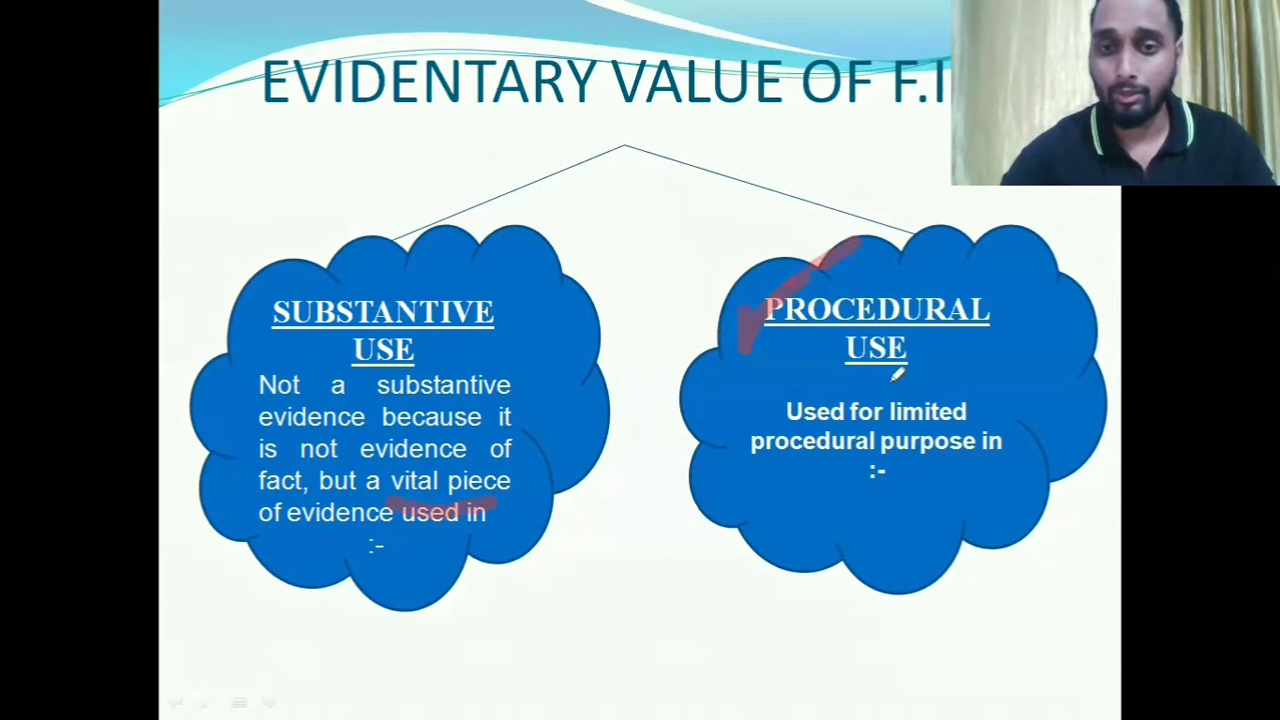 EVIDENTARY VALUE OF F.I
SUBSTANTIVE
USE
Not a substantive
evidence because it
is not evidence of
fact, but a vital piece
of evidence used in
:-
PROCEDURAL
USE
Used for limited
procedural purpose in
:-